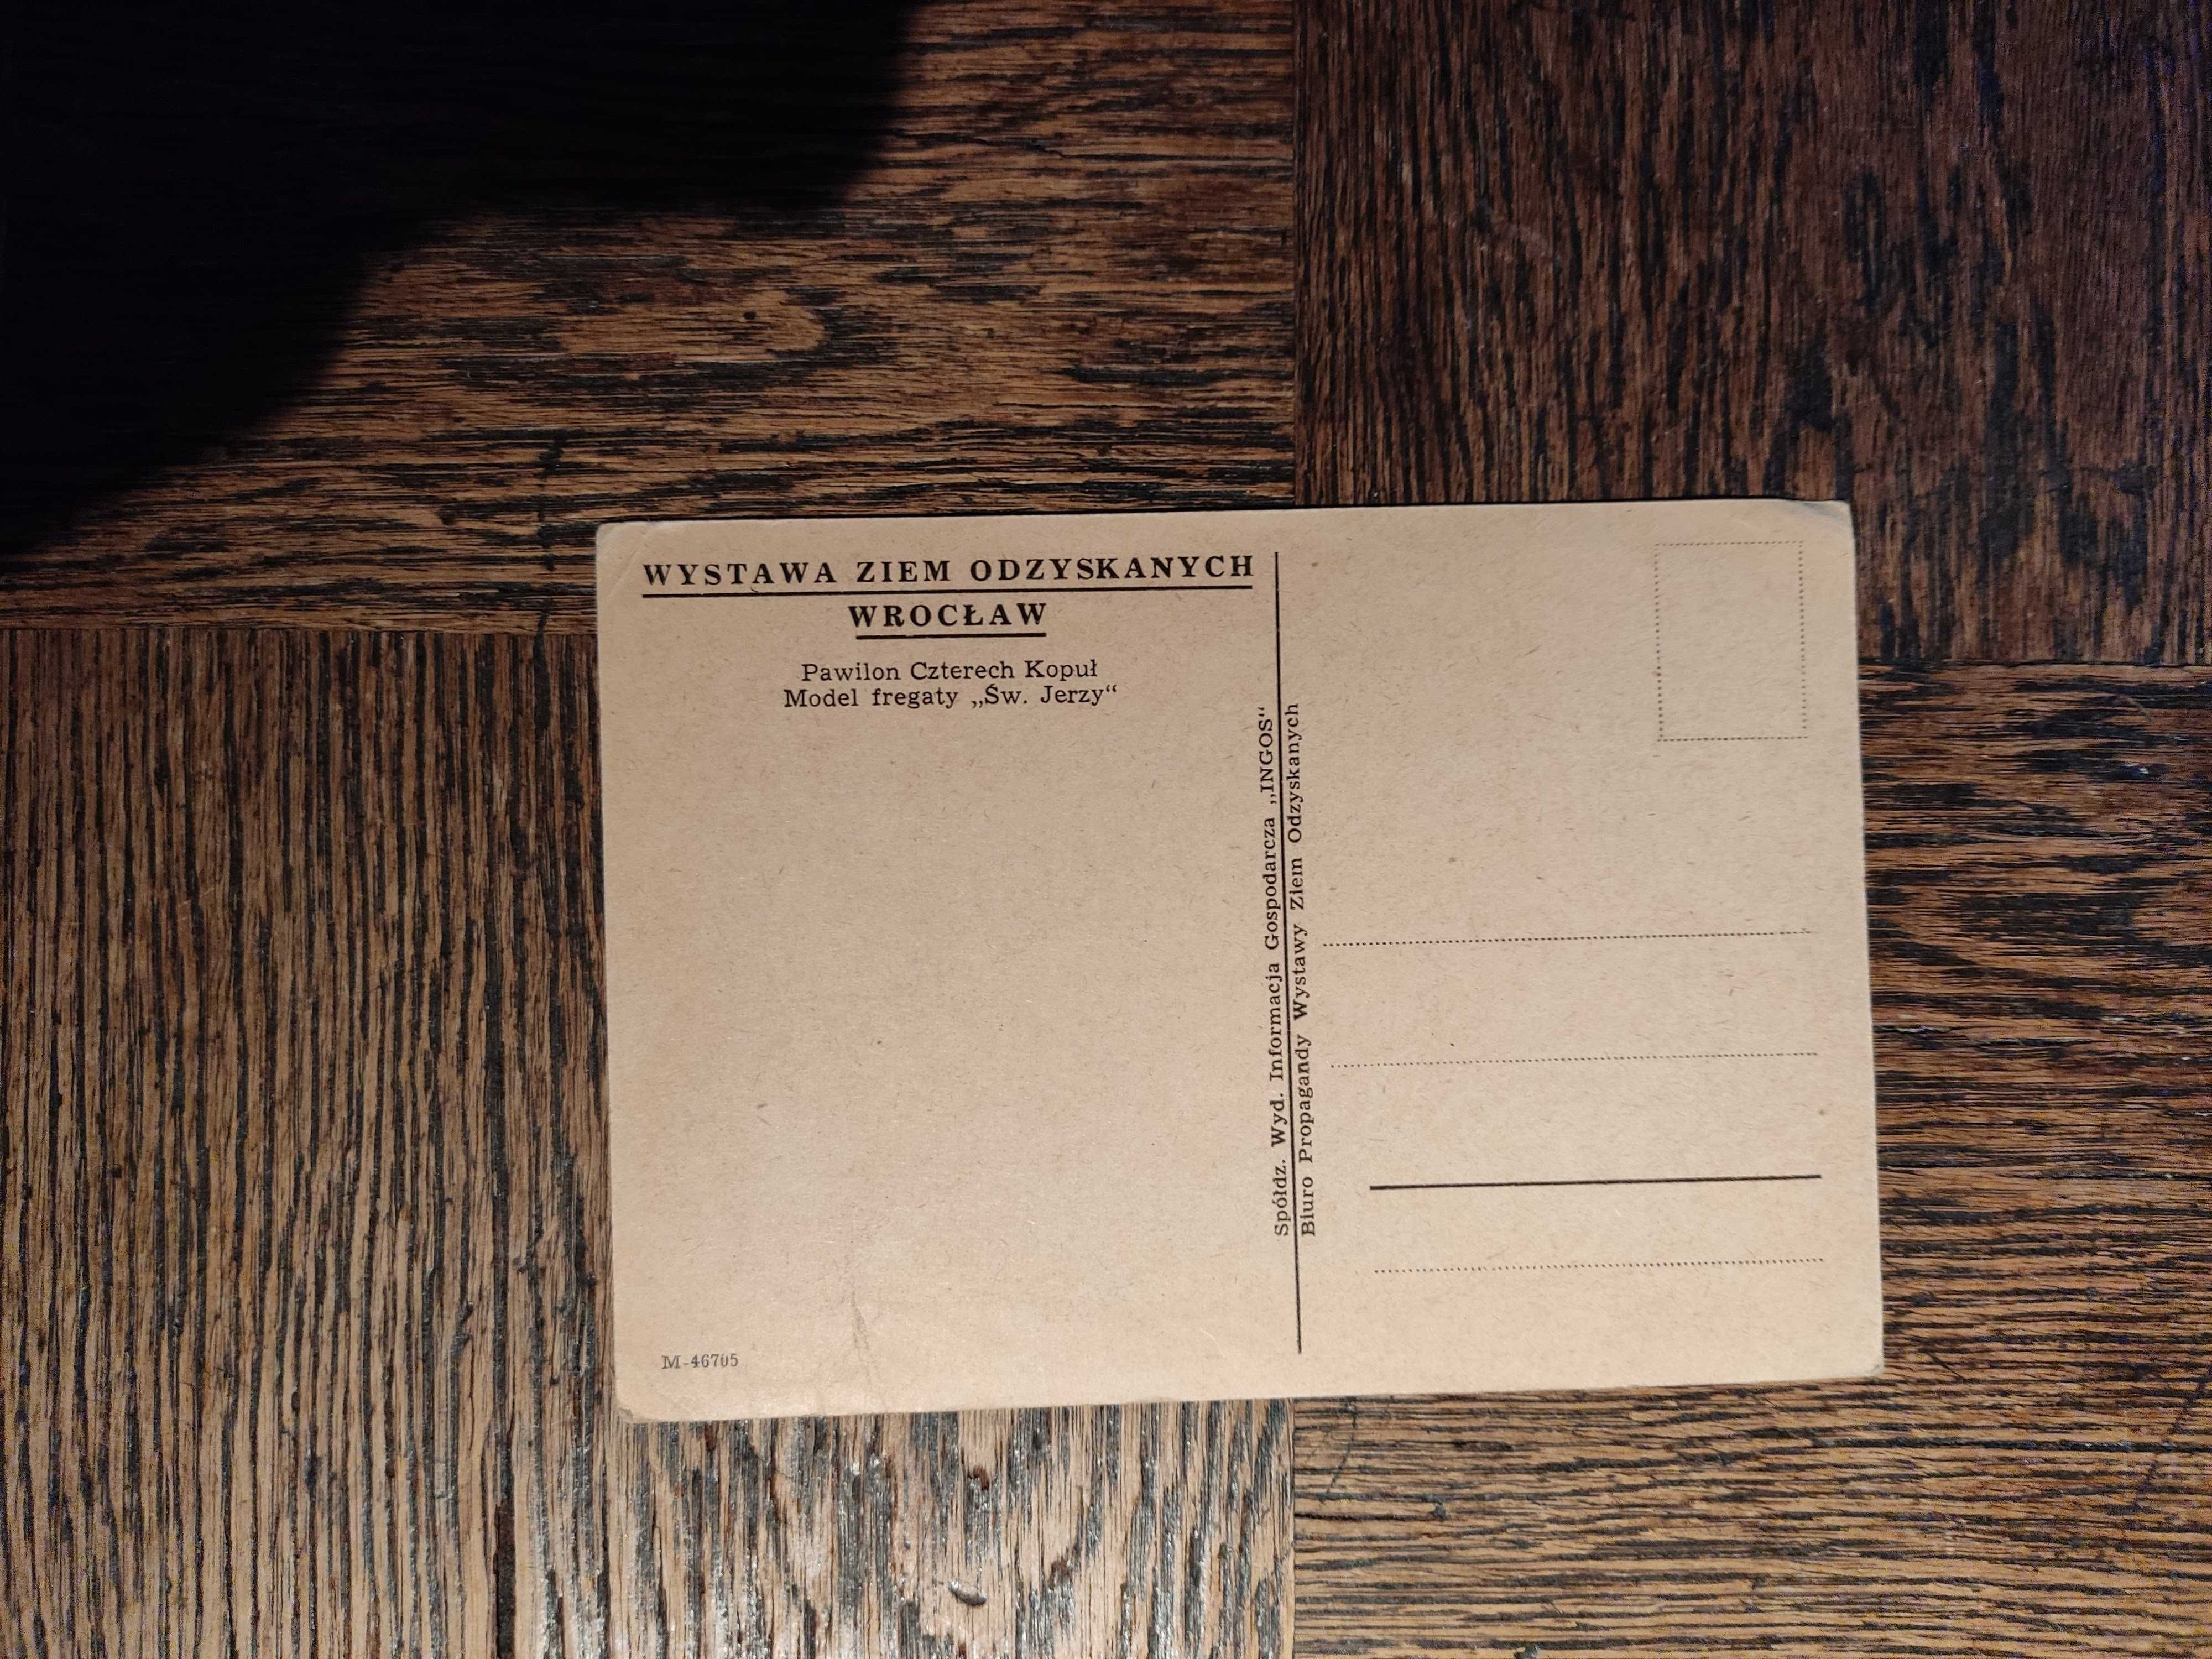 WYSTAWA ZIEM ODZYSKANYCH
WROCŁAW
Pawilon Czterech Kopuł
Model fregaty „Św. Jerzy“
Spółdz. Wyd. Informacja Gospodarcza „INGOS“
Biuro Propagandy Wystawy Ziem Odzyskanych
M-46705